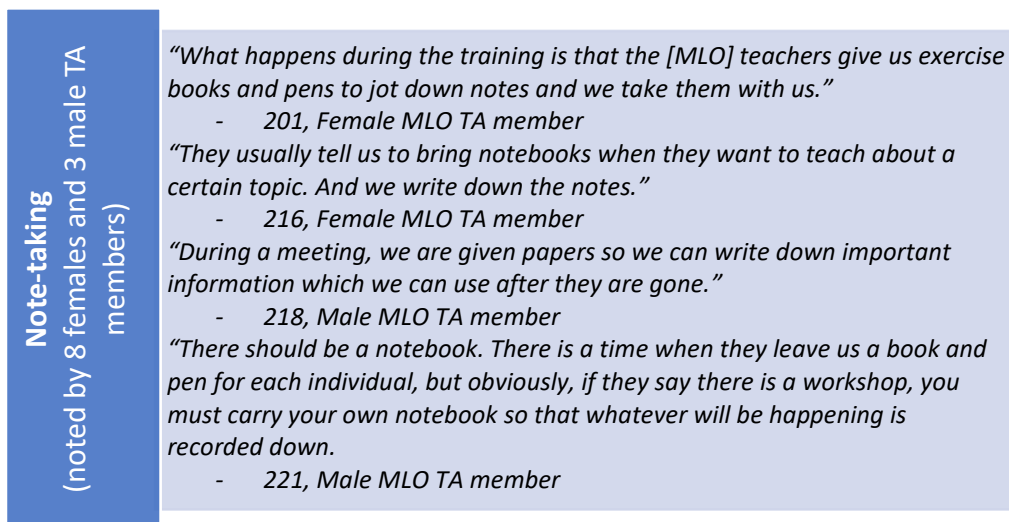 Note-taking
(noted by 8 females and 3 male TA
members)
“What happens during the training is that the [MLO] teachers give us exercise
books and pens to jot down notes and we take them with us.”
- 201, Female MLO TA member
“They usually tell us to bring notebooks when they want to teach about a
certain topic. And we write down the notes.”
- 216, Female MLO TA member
“During a meeting, we are given papers so we can write down important
information which we can use after they are gone.”
- 218, Male MLO TA member
“There should be a notebook. There is a time when they leave us a book and
pen for each individual, but obviously, if they say there is a workshop, you
must carry your own notebook so that whatever will be happening is
recorded down.
- 221, Male MLO TA member